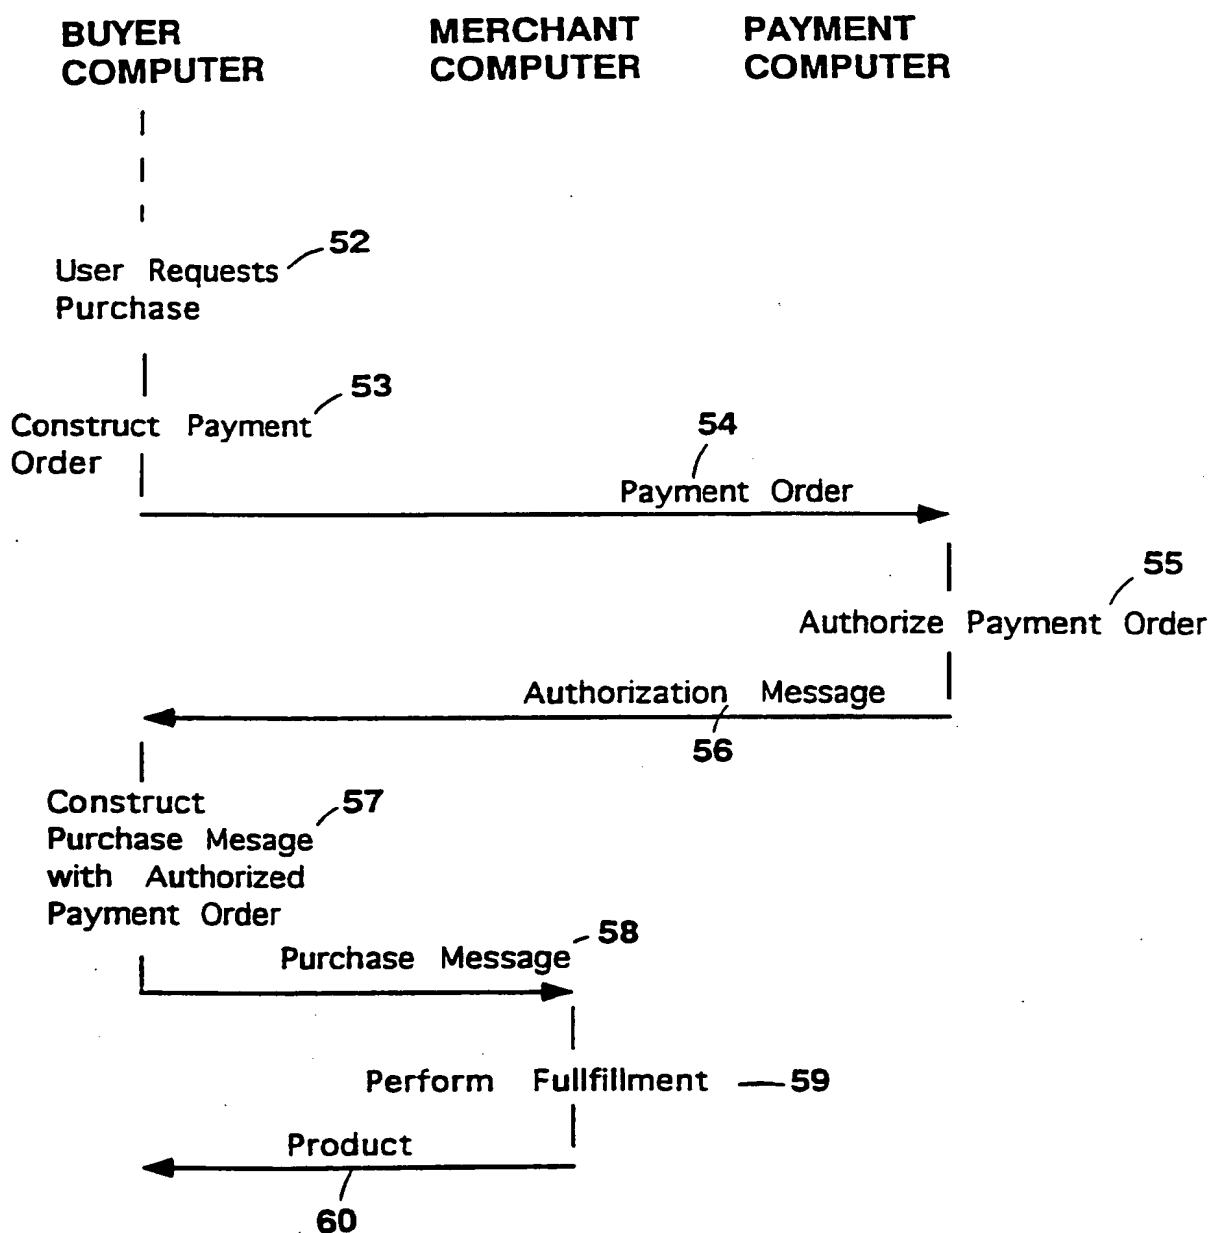 BUYER COMPUTER
MERCHANT COMPUTER
PAYMENT COMPUTER
52
User Requests
Purchase
53
Construct Payment
Order
54
Payment Order
55
Authorize Payment Order
Authorization Message
56
Construct
57
Purchase Mesage
with Authorized
Payment Order
58
Purchase Message
Perform Fullfillment
59
Product
60